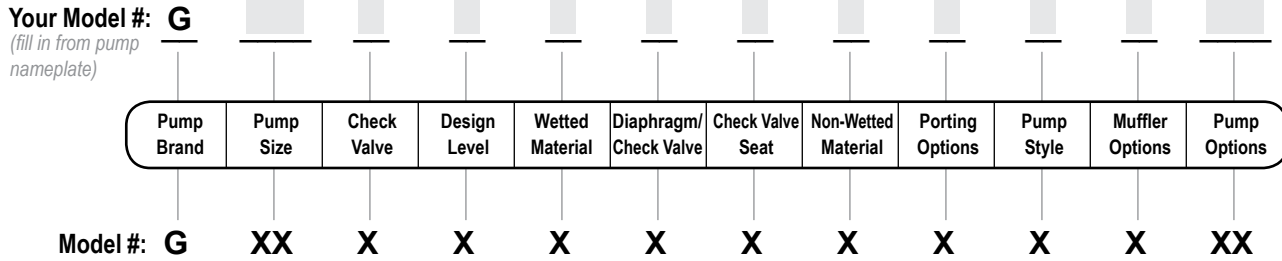 Your Model #: G
(fill in from pump
nameplate)
Pump Pump Check Design Wetted Diaphragm/ Check Valve Non-Wetted Porting Pump Muffler Pump
Brand Size Valve Level Material Check Valve Seat Material Options Style Options Options
Model #: G XX X X X X X X X X X XX